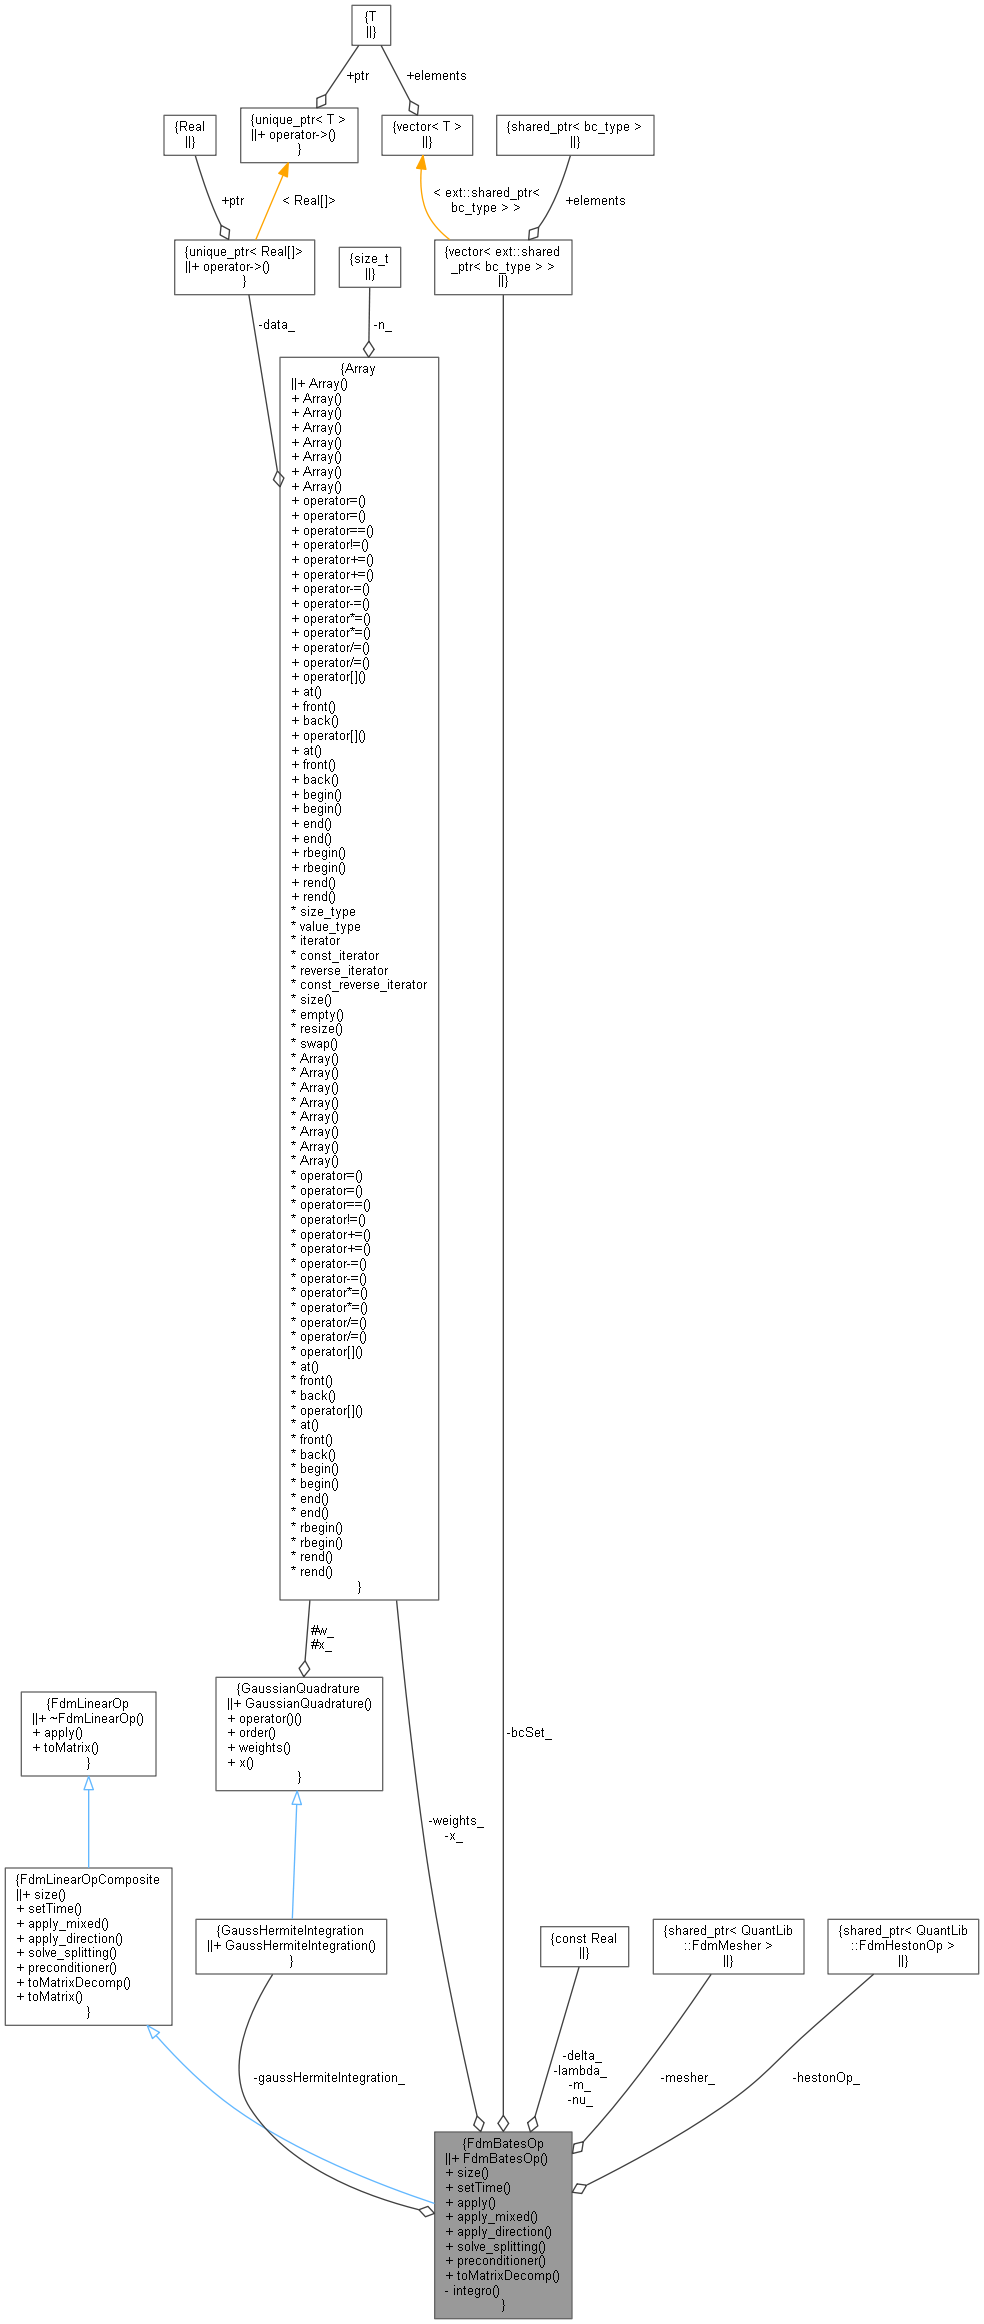 {T
||}
+ptr
+elements
{Real
||}
{unique_ptr< T >
||+ operator->()
}
{vector< T >
||}
{shared_ptr< bc_type >
||}
+ptr
< Real[]>
< ext::shared_ptr<
bc_type > >
+elements
{unique_ptr< Real[]>
||+ operator->()
}
{size_t
||}
{vector< ext::shared
_ptr< bc_type > >
||}
-data_
-n_
{Array
||+ Array()
+ Array()
+ Array()
+ Array()
+ Array()
+ Array()
+ Array()
+ Array()
+ operator=()
+ operator=()
+ operator==()
+ operator!=()
+ operator+=()
+ operator+=()
+ operator-=()
+ operator-=()
+ operator*=()
+ operator*=()
+ operator/=()
+ operator/=()
+ operator[]()
+ at()
+ front()
+ back()
+ operator[]()
+ at()
+ front()
+ back()
+ begin()
+ begin()
+ end()
+ end()
+ rbegin()
+ rbegin()
+ rend()
+ rend()
* size_type
* value_type
* iterator
* const_iterator
* reverse_iterator
* const_reverse_iterator
* size()
* empty()
* resize()
* swap()
* Array()
* Array()
* Array()
* Array()
* Array()
* Array()
* Array()
* Array()
* operator=()
* operator=()
* operator==()
* operator!=()
* operator+=()
* operator+=()
* operator-=()
* operator-=()
* operator*=()
* operator*=()
* operator/=()
* operator/=()
* operator[]()
* at()
* front()
* back()
* operator[]()
* at()
* front()
* back()
* begin()
* begin()
* end()
* end()
* rbegin()
* rbegin()
* rend()
* rend()
}
#w_
#x_
{FdmLinearOp
||+ ~FdmLinearOp()
+ apply()
+ toMatrix()
}
{GaussianQuadrature
||+ GaussianQuadrature()
+ operator()()
+ order()
+ weights()
+ x()
}
-bcSet_
-weights_
-x_
{FdmLinearOpComposite
||+ size()
+ setTime()
+ apply_mixed()
+ apply_direction()
+ solve_splitting()
+ preconditioner()
+ toMatrixDecomp()
+ toMatrix()
}
{GaussHermiteIntegration
||+ GaussHermiteIntegration()
}
{const Real
||}
{shared_ptr< QuantLib
::FdmMesher >
||}
{shared_ptr< QuantLib
::FdmHestonOp >
||}
-gaussHermiteIntegration_
-delta_
-lambda_
-m_
-nu_
-mesher_
-hestonOp_
{FdmBatesOp
||+ FdmBatesOp()
+ size()
+ setTime()
+ apply()
+ apply_mixed()
+ apply_direction()
+ solve_splitting()
+ preconditioner()
+ toMatrixDecomp()
- integro()
}